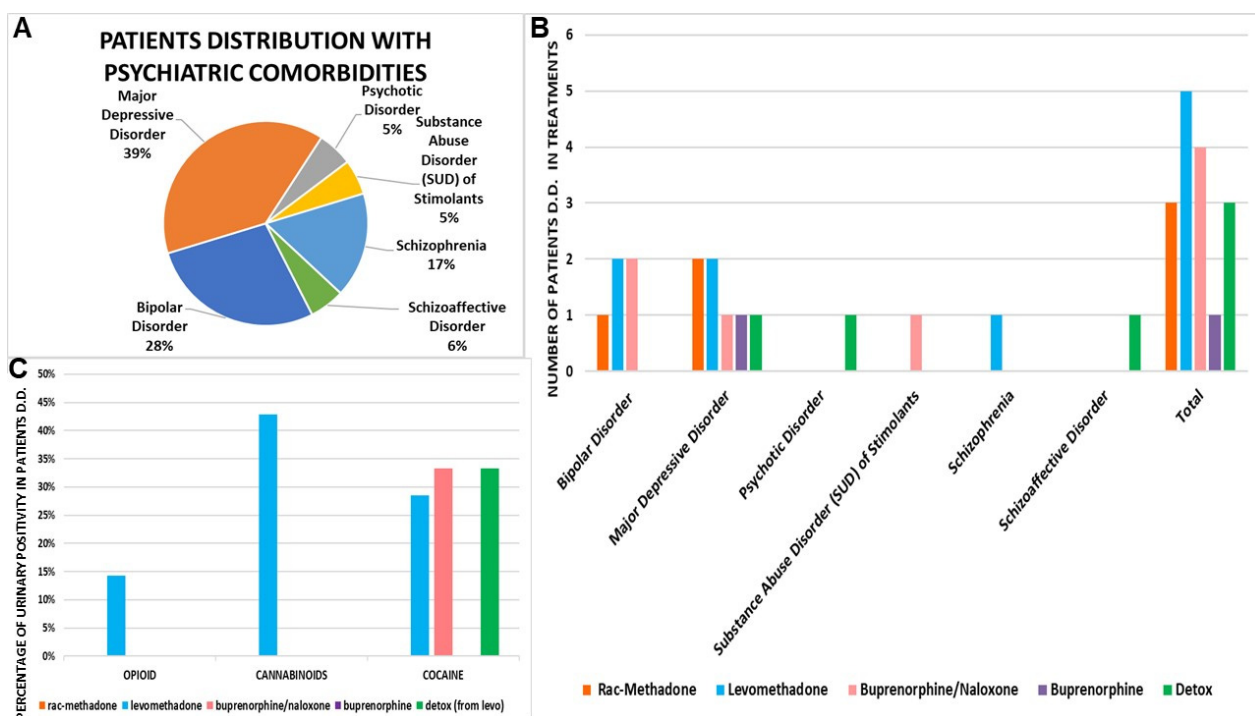 A
PATIENTS DISTRIBUTION WITH
PSYCHIATRIC COMORBIDITIES
Major
Depressive
Disorder
39%
Psychotic
Disorder
5%
Substance
Abuse
Disorder
(SUD) of
Stimolants
5%
Schizophrenia
17%
Schizoaffective
Disorder
6%
Bipolar
Disorder
28%
B
NUMBER OF PATIENTS D.D. IN TREATMENTS
6
5
4
3
2
1
0
Bipolar Disorder
Major Depressive Disorder
Psychotic Disorder
Substance Abuse Disorder (SUD) of Stimolants
Schizophrenia
Schizoaffective Disorder
Total
Rac-Methadone Levomethadone Buprenorphine/Naloxone Buprenorphine Detox
C
PERCENTAGE OF URINARY POSITIVITY IN PATIENTS D.D.
50%
45%
40%
35%
30%
25%
20%
15%
10%
5%
0%
OPIOID CANNABINOIDS COCAINE
rac-methadone levomethadone buprenorphine/naloxone buprenorphine detox (from levo)